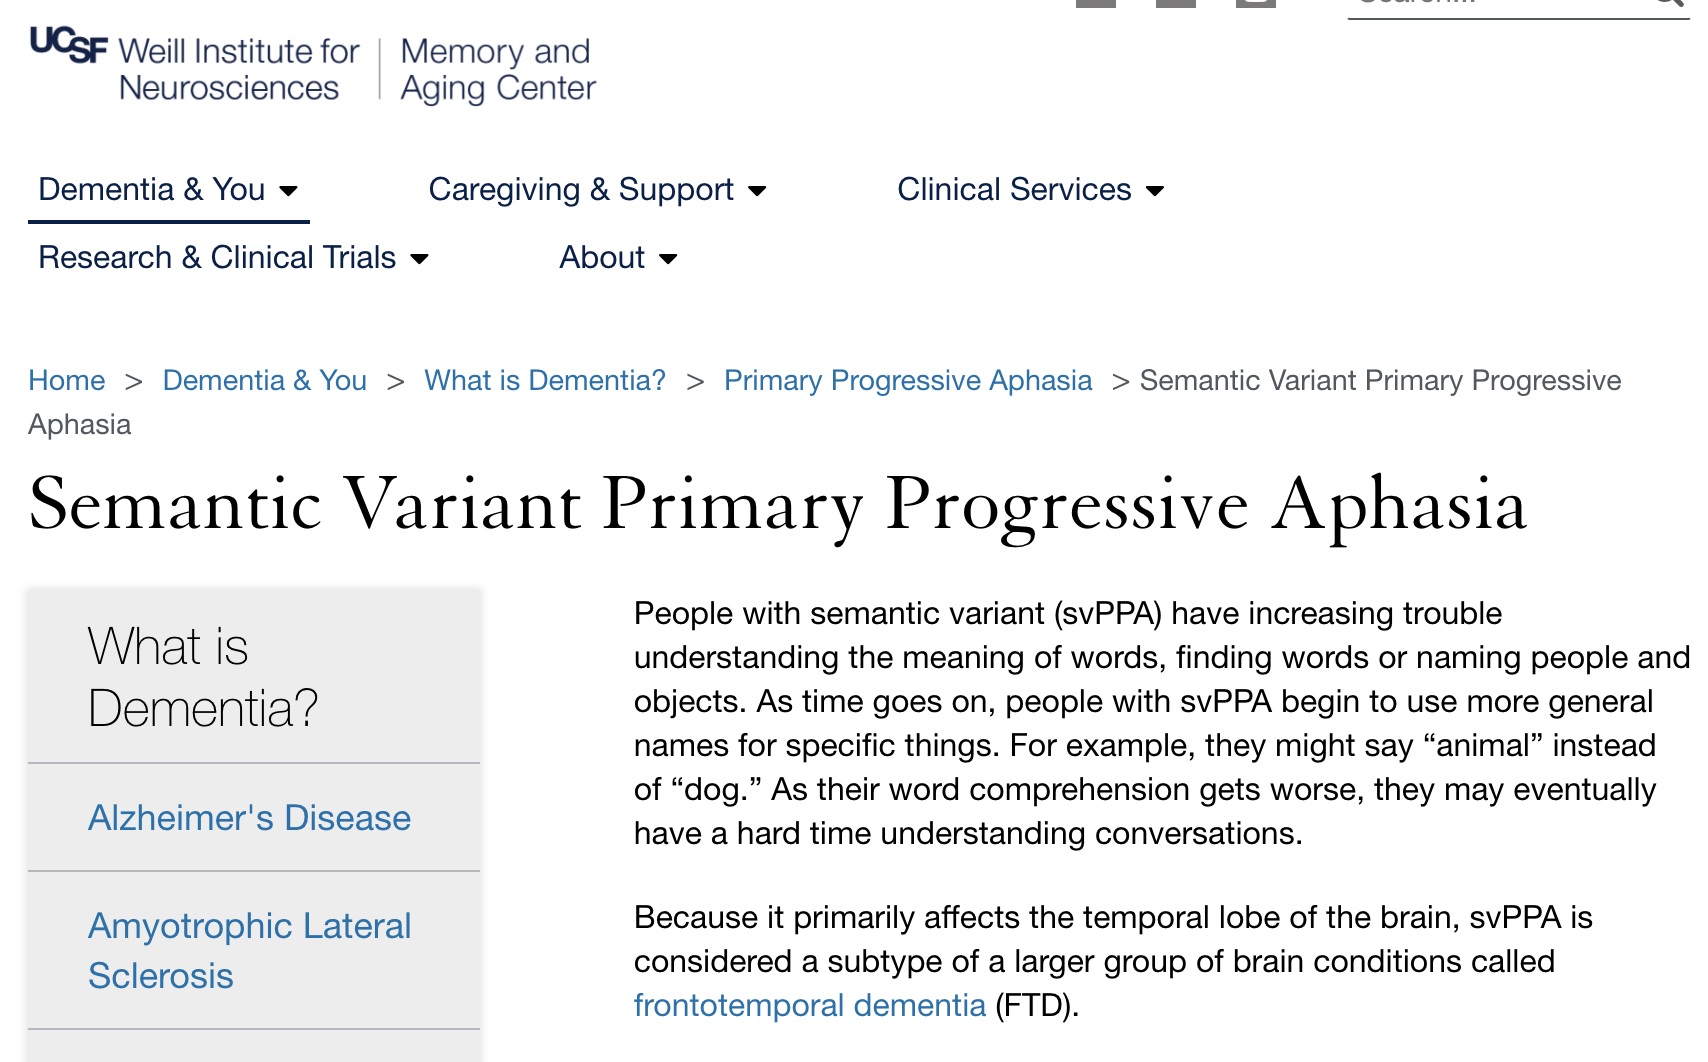 UCSF Weill Institute for Neurosciences | Memory and Aging Center
Dementia & You
Caregiving & Support
Clinical Services
Research & Clinical Trials
About
Home > Dementia & You > What is Dementia? > Primary Progressive Aphasia > Semantic Variant Primary Progressive
Aphasia
Semantic Variant Primary Progressive Aphasia
What is
Dementia?
Alzheimer's Disease
Amyotrophic Lateral
Sclerosis
People with semantic variant (svPPA) have increasing trouble
understanding the meaning of words, finding words or naming people and
objects. As time goes on, people with svPPA begin to use more general
names for specific things. For example, they might say “animal” instead
of “dog.” As their word comprehension gets worse, they may eventually
have a hard time understanding conversations.
Because it primarily affects the temporal lobe of the brain, svPPA is
considered a subtype of a larger group of brain conditions called
frontotemporal dementia (FTD).